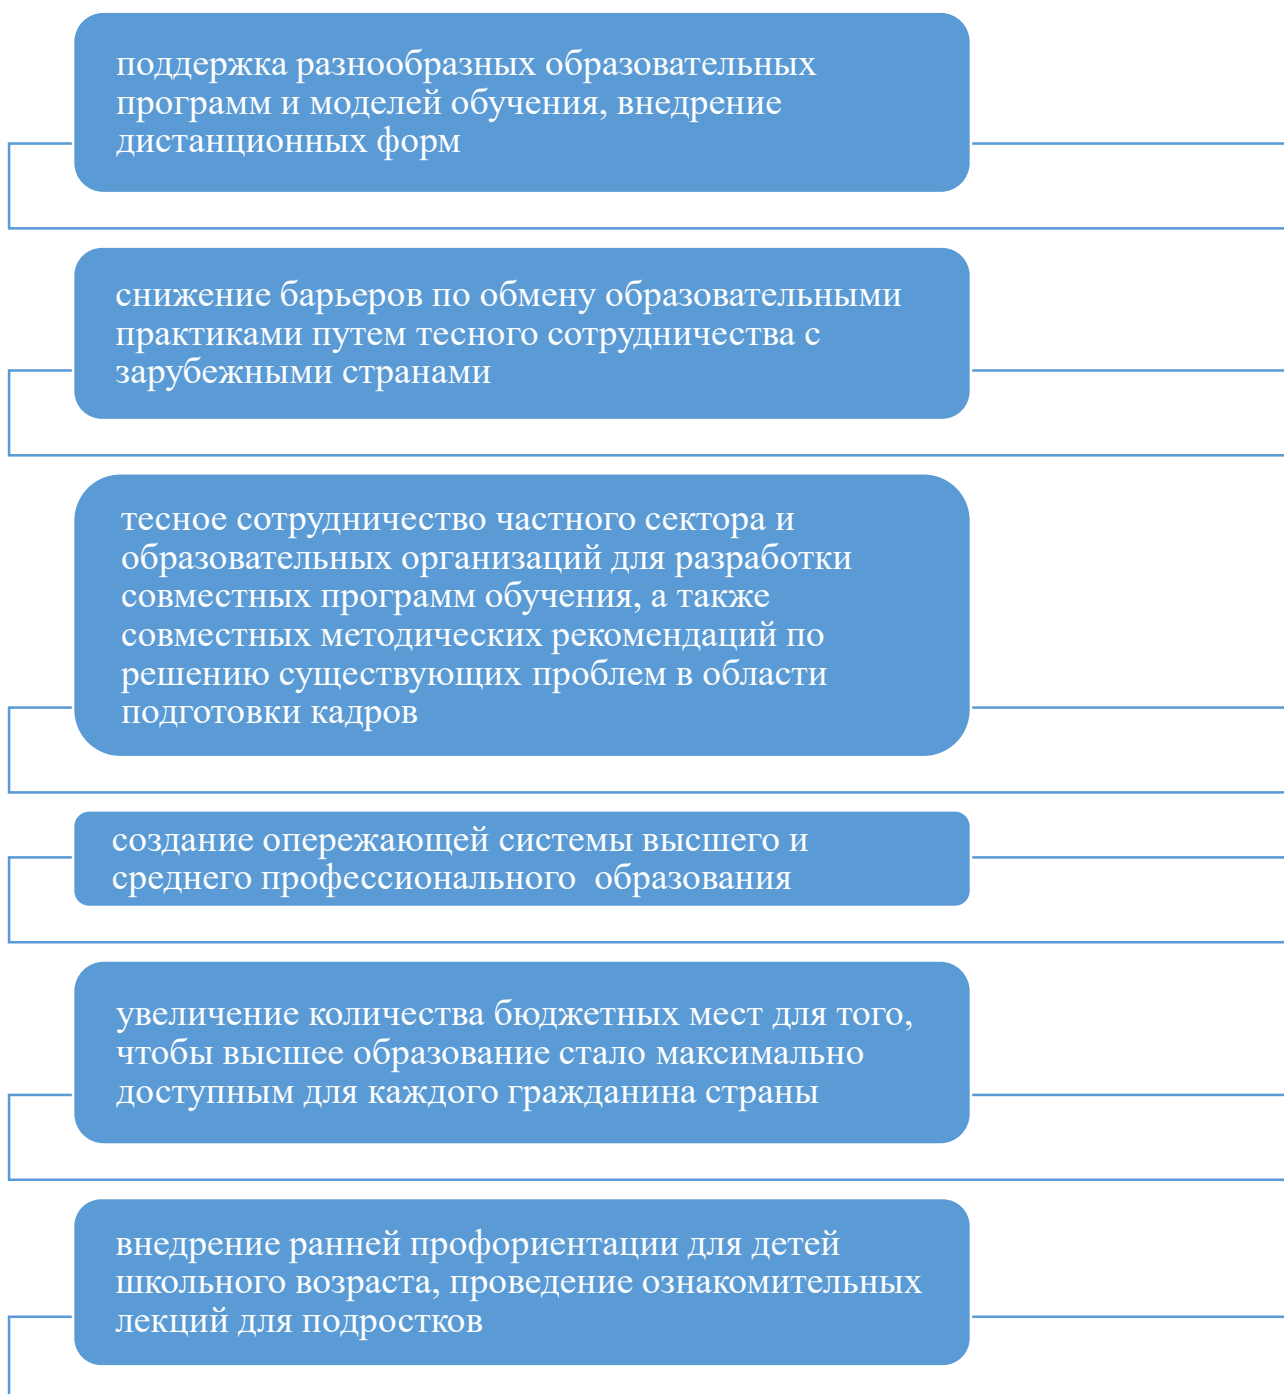 поддержка разнообразных образовательных
программ и моделей обучения, внедрение
дистанционных форм
снижение барьеров по обмену образовательными
практиками путем тесного сотрудничества с
зарубежными странами
тесное сотрудничество частного сектора и
образовательных организаций для разработки
совместных программ обучения, а также
совместных методических рекомендаций по
решению существующих проблем в области
подготовки кадров
создание опережающей системы высшего и
среднего профессионального  образования
увеличение количества бюджетных мест для того,
чтобы высшее образование стало максимально
доступным для каждого гражданина страны
внедрение ранней профориентации для детей
школьного возраста, проведение ознакомительных
лекций для подростков